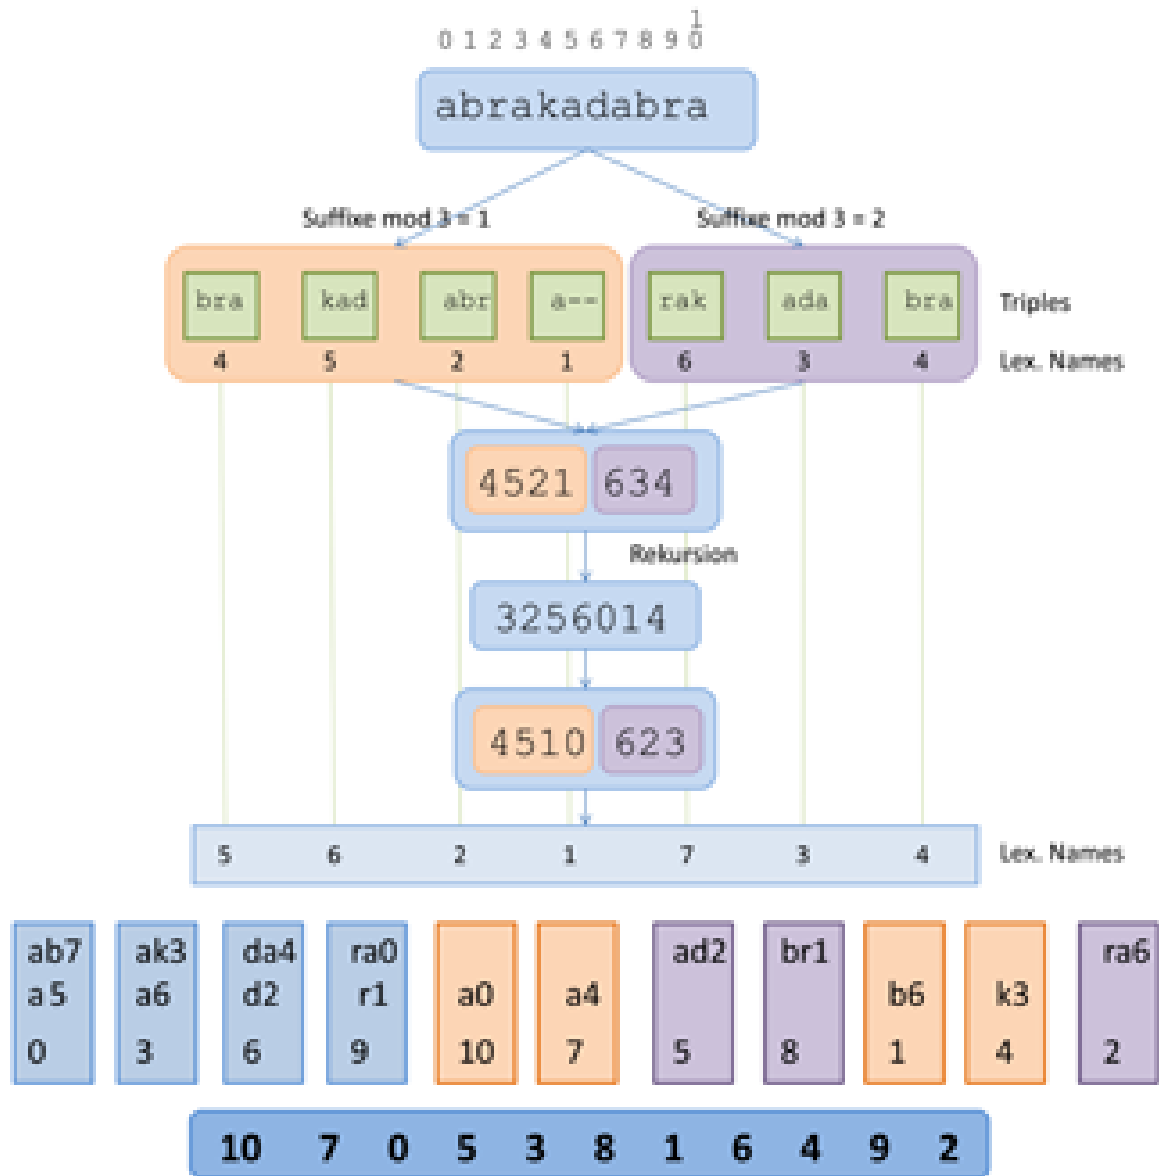 0 1 2 3 4 5 6 7 8 9 10
abrakadabra
Suffixe mod 3 = 1 Suffixe mod 3 = 2
bra kad abr a== rak ada bra Triples
4 5 2 1 6 3 4 Lex. Names
4521 634
Rekursion
3256014
4510 623
5 6 2 1 7 3 4 Lex. Names
ab7 ak3 da4 ra0 ad2 br1 ra6
a5 a6 d2 r1 a0 a4 b6 k3
0 3 6 9 10 7 5 8 1 4 2
10 7 0 5 3 8 1 6 4 9 2